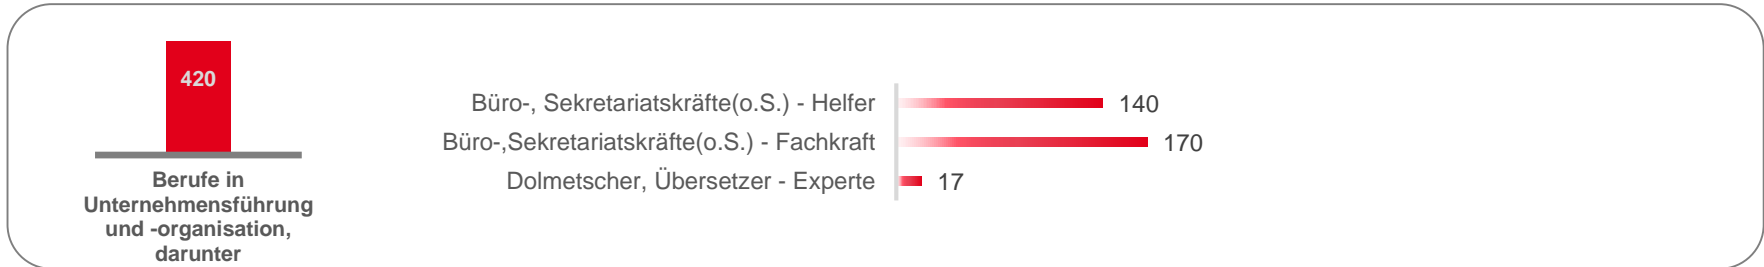 420
Berufe in
Unternehmensführung
und -organisation,
darunter
Büro-, Sekretariatskräfte(o.S.) - Helfer 140
Büro-,Sekretariatskräfte(o.S.) - Fachkraft 170
Dolmetscher, Übersetzer - Experte 17